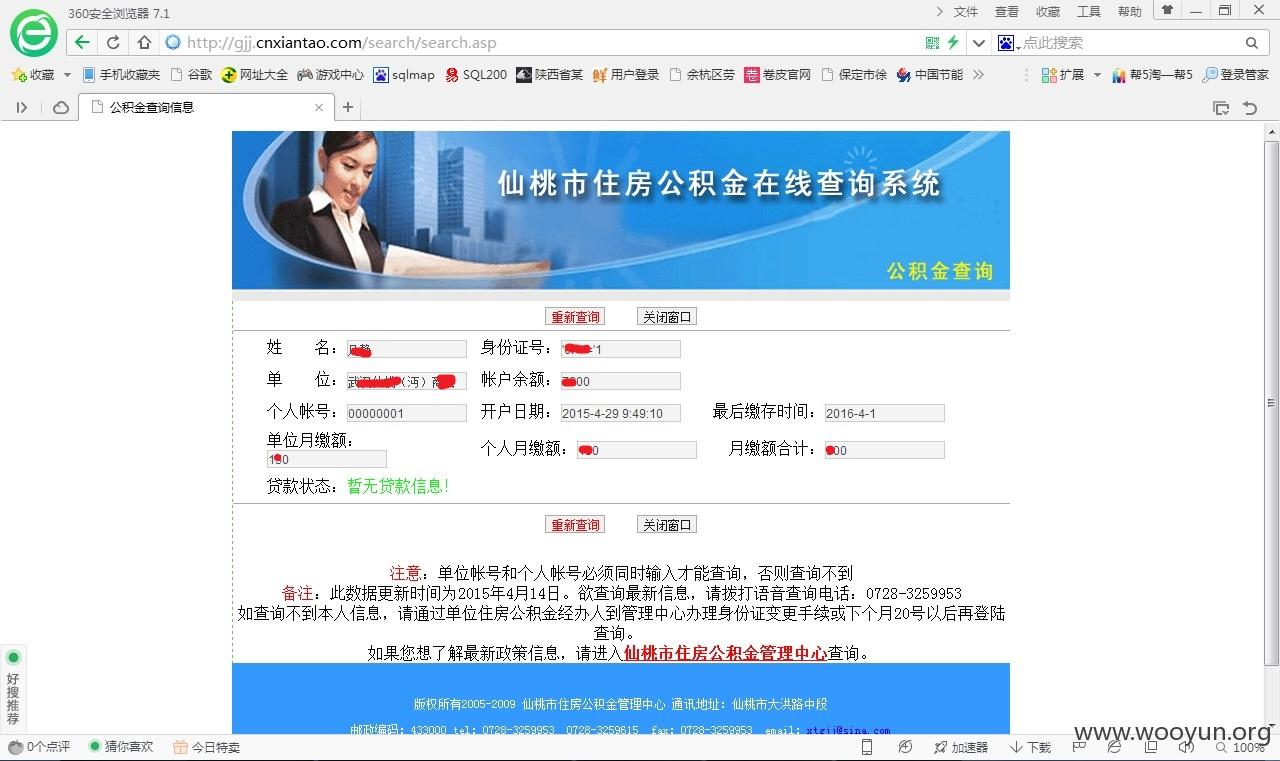 360安全浏览器 7.1
文件 查看 收藏 工具 帮助
http://gjj.cnxiantao.com/search/search.asp
点此搜索
收藏 手机收藏夹 谷歌 网址大全 游戏中心 sqlmap SQL200 陕西省某 用户登录 余杭区劳 卷皮官网 保定市徐 中国节能 扩展 帮5淘—帮5 登录管家
公积金查询信息
仙桃市住房公积金在线查询系统
公积金查询
重新查询 关闭窗口
姓 名： 身份证号： '1
单 位： （沔） 帐户余额： 00
个人帐号： 00000001 开户日期： 2015-4-29 9:49:10 最后缴存时间： 2016-4-1
单位月缴额：
个人月缴额： 0 月缴额合计： 00
1 0
贷款状态： 暂无贷款信息！
重新查询 关闭窗口
注意：单位帐号和个人帐号必须同时输入才能查询，否则查询不到
备注：此数据更新时间为2015年4月14日。欲查询最新信息，请拨打语音查询电话：0728-3259953
如查询不到本人信息，请通过单位住房公积金经办人到管理中心办理身份证变更手续或下个月20号以后再登陆
查询。
如果您想了解最新政策信息，请进入仙桃市住房公积金管理中心查询。
好搜推荐
版权所有2005-2009 仙桃市住房公积金管理中心 通讯地址：仙桃市大洪路中段
邮政编码：433000 tel：0728-3259953 0728-3259615 fax：0728-3259953 email：xtgjj@sina.com
www.wooyun.org
0个点评 猜你喜欢 今日特卖 加速器 下载 100%